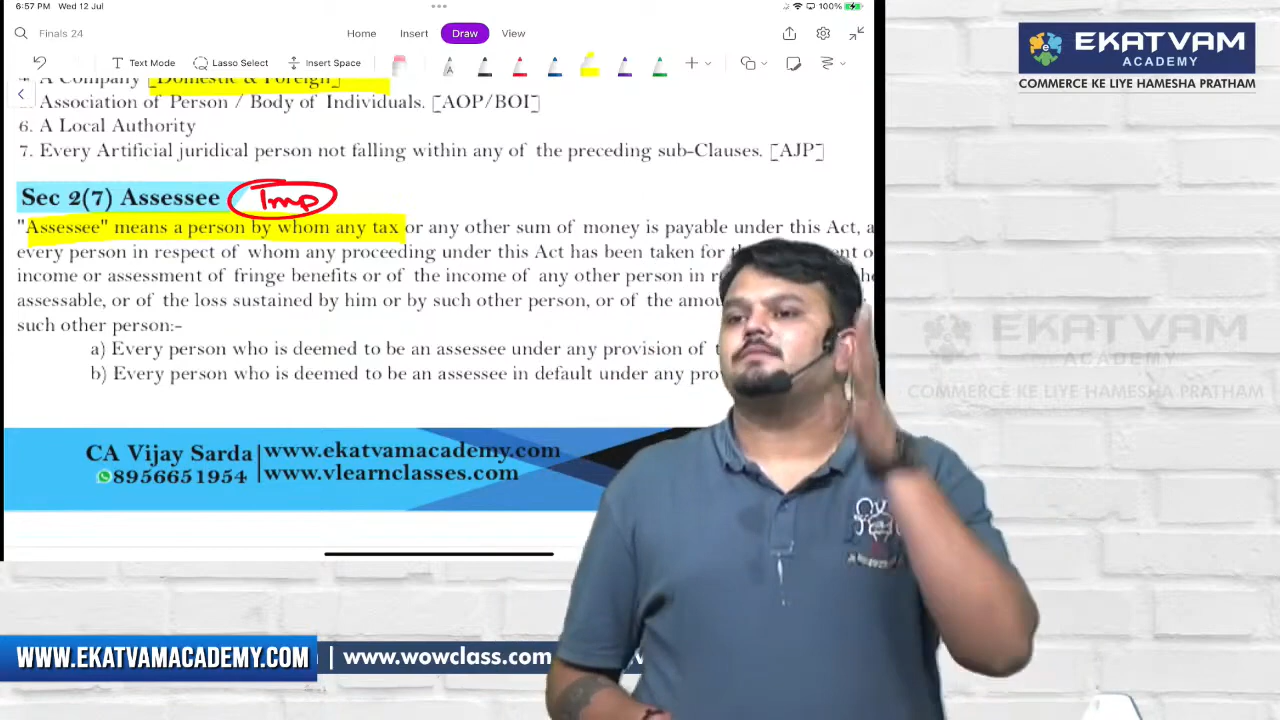 6:57 PM Wed 12 Jul
100%
Finals 24
Home Insert Draw View
Text Mode Lasso Select Insert Space
4. A Company [Domestic & Foreign]
Association of Person / Body of Individuals. [AOP/BOI]
6. A Local Authority
7. Every Artificial juridical person not falling within any of the preceding sub-Clauses. [AJP]
Sec 2(7) Assessee Imp
"Assessee" means a person by whom any tax or any other sum of money is payable under this Act, a
every person in respect of whom any proceeding under this Act has been taken for
income or assessment of fringe benefits or of the income of any other person in
assessable, or of the loss sustained by him or by such other person, or of the
such other person:-
a) Every person who is deemed to be an assessee under any provision of
b) Every person who is deemed to be an assessee in default under any
CA Vijay Sarda www.ekatvamacademy.com
8956651954 www.vlearnclasses.com
EKATVAM
ACADEMY
COMMERCE KE LIYE HAMESHA PRATHAM
EKATVAM
ACADEMY
COMMERCE KE LIYE HAMESHA PRATHAM
WWW.EKATVAMACADEMY.COM | www.wowclass.com